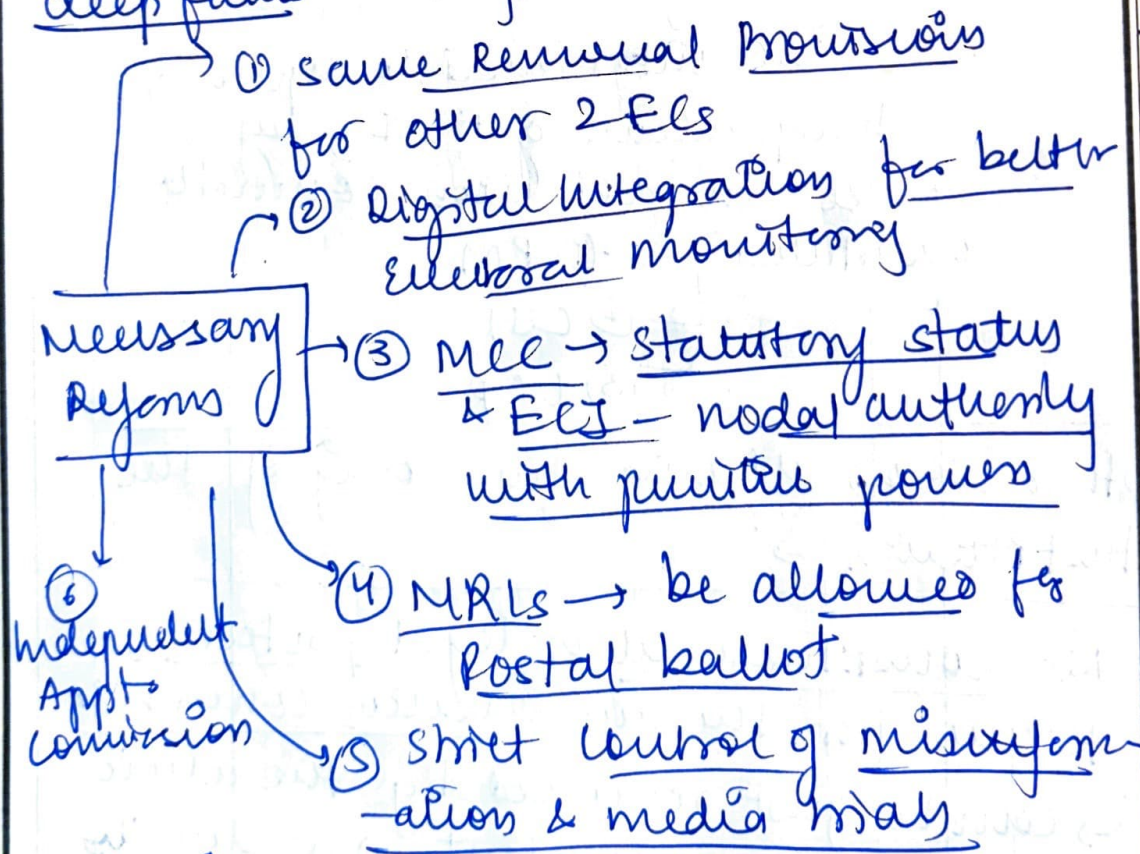 deep
① Same Removal Provisions
for other 2 ECs
② Digital Integration for better
Electoral monitoring
Necessary
Reforms
③ MCC → statutory status
& ECI – nodal authority
with punitive powers
④ NRIs → be allowed for
Postal ballot
⑤ Strict control of misinform-
-ation & media trials
⑥
Independent
Appt.
Commission